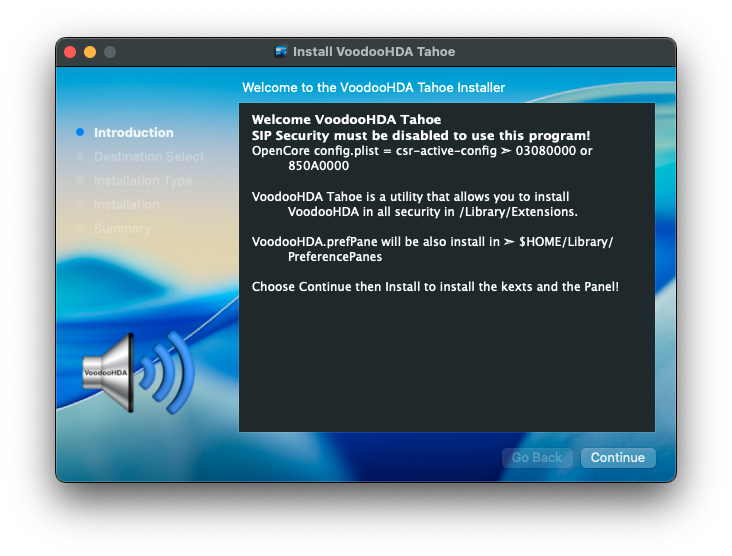 Install VoodooHDA Tahoe
Welcome to the VoodooHDA Tahoe Installer
Introduction
Destination Select
Installation Type
Installation
Summary
Welcome VoodooHDA Tahoe
SIP Security must be disabled to use this program!
OpenCore config.plist = csr-active-config ➣ 03080000 or
850A0000
VoodooHDA Tahoe is a utility that allows you to install
VoodooHDA in all security in /Library/Extensions.
VoodooHDA.prefPane will be also install in ➣ $HOME/Library/
PreferencePanes
Choose Continue then Install to install the kexts and the Panel!
VoodooHDA
Go Back
Continue